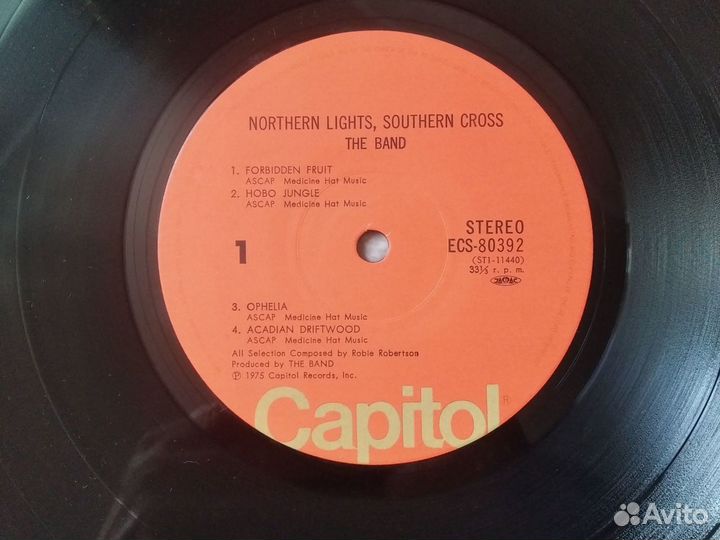 NORTHERN LIGHTS, SOUTHERN CROSS
THE BAND
1. FORBIDDEN FRUIT
ASCAP Medicine Hat Music
2. HOBO JUNGLE
ASCAP Medicine Hat Music
1
STEREO
ECS-80392
(ST1-11440)
33⅓ r. p. m.
JASRAC
3. OPHELIA
ASCAP Medicine Hat Music
4. ACADIAN DRIFTWOOD
ASCAP Medicine Hat Music
All Selection Composed by Robie Robertson
Produced by THE BAND
Ⓟ 1975 Capitol Records, Inc.
Capitol®
Avito